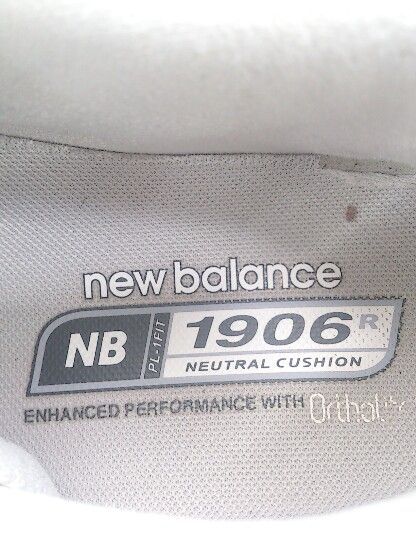 new balance
NB PL-1FIT 1906R
NEUTRAL CUSHION
ENHANCED PERFORMANCE WITH